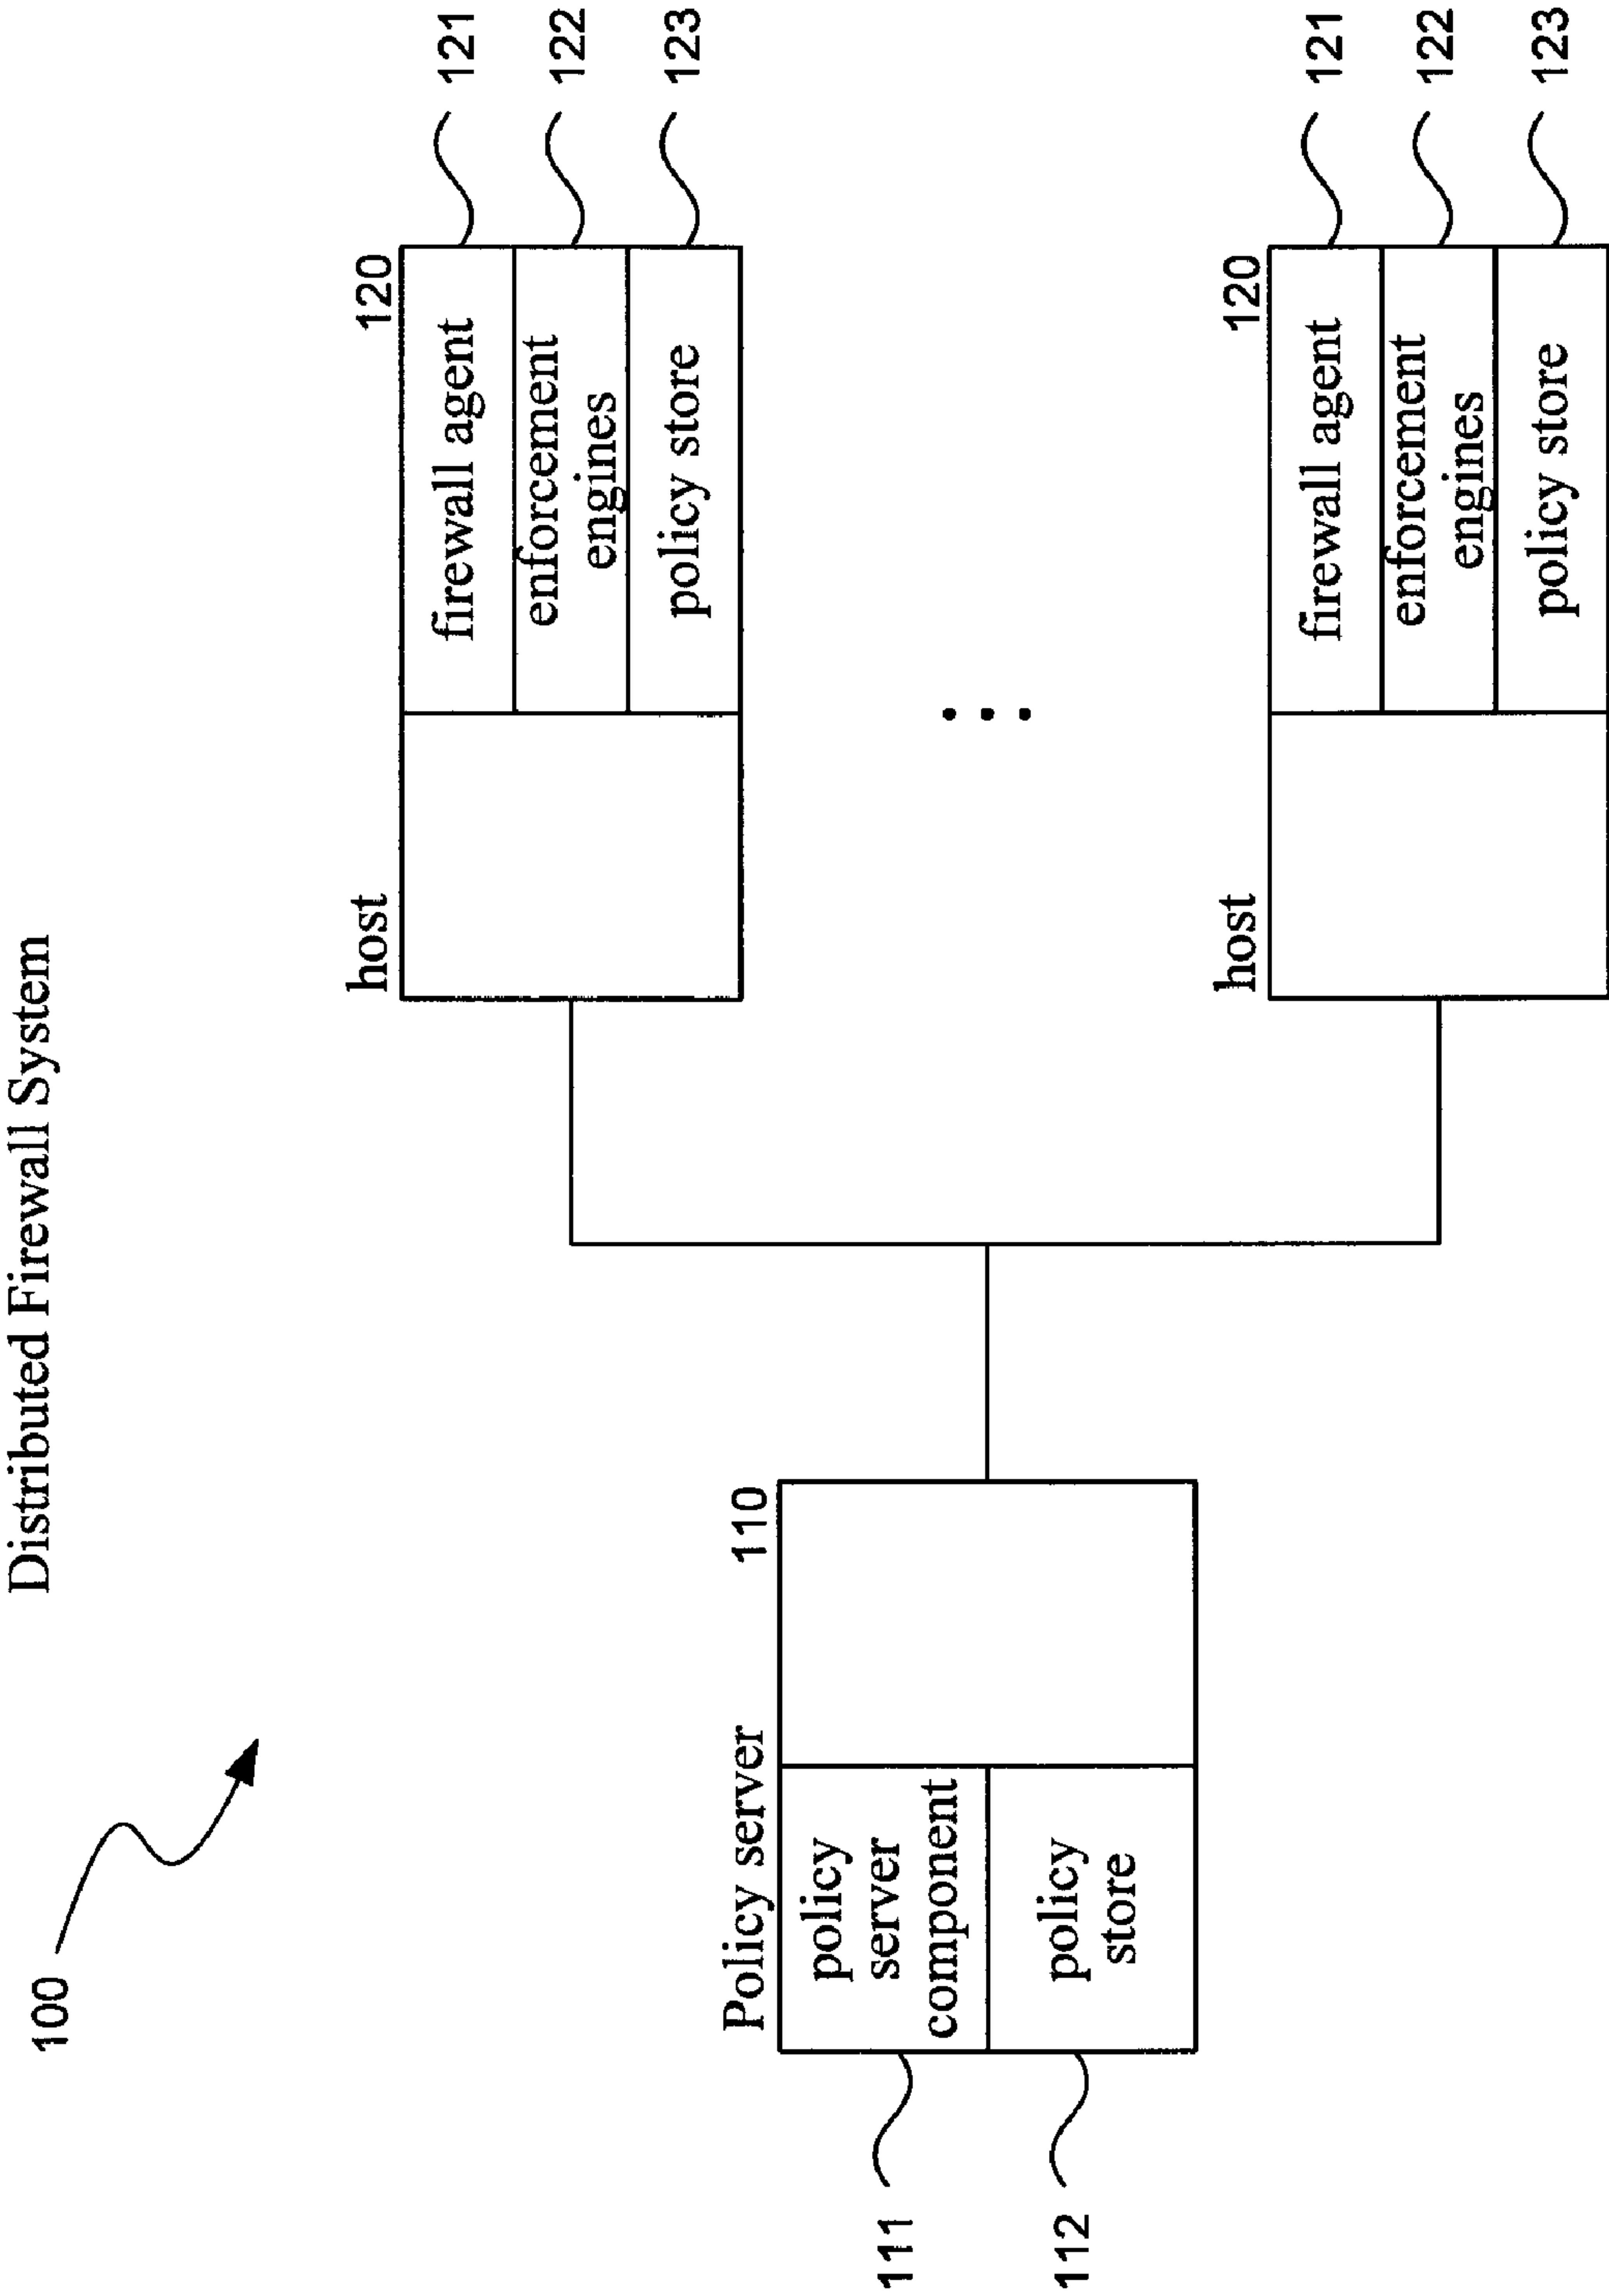 Distributed Firewall System
100
host
120
firewall agent
121
enforcement
engines
122
policy store
123
Policy server
110
111
policy
server
component
112
policy
store
host
120
firewall agent
121
enforcement
engines
122
policy store
123